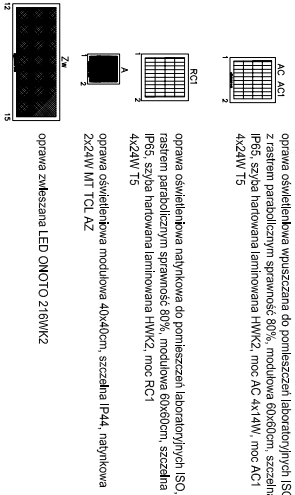 AC AC1
1
2
oprawa oświetleniowa wpuszczana do pomieszczeń laboratoryjnych ISO
z rastrem parabolicznym sprawność 80%, modułowa 60x60cm, szczelna
IP65, szyba hartowana laminowana HWK2, moc AC 4x14W, moc AC1
4x24W T5
RC1
1
2
oprawa oświetleniowa natynkowa do pomieszczeń laboratoryjnych ISO,
rastrem parabolicznym sprawność 80%, modułowa 60x60cm, szczelna
IP65, szyba hartowana laminowana HWK2, moc RC1
4x24W T5
A
1
2
oprawa oświetleniowa modułowa 40x40cm, szczelna IP44, natynkowa
2x24W MT TCL AZ
Zw
12
15
oprawa zwieszana LED ONOTO 216WK2